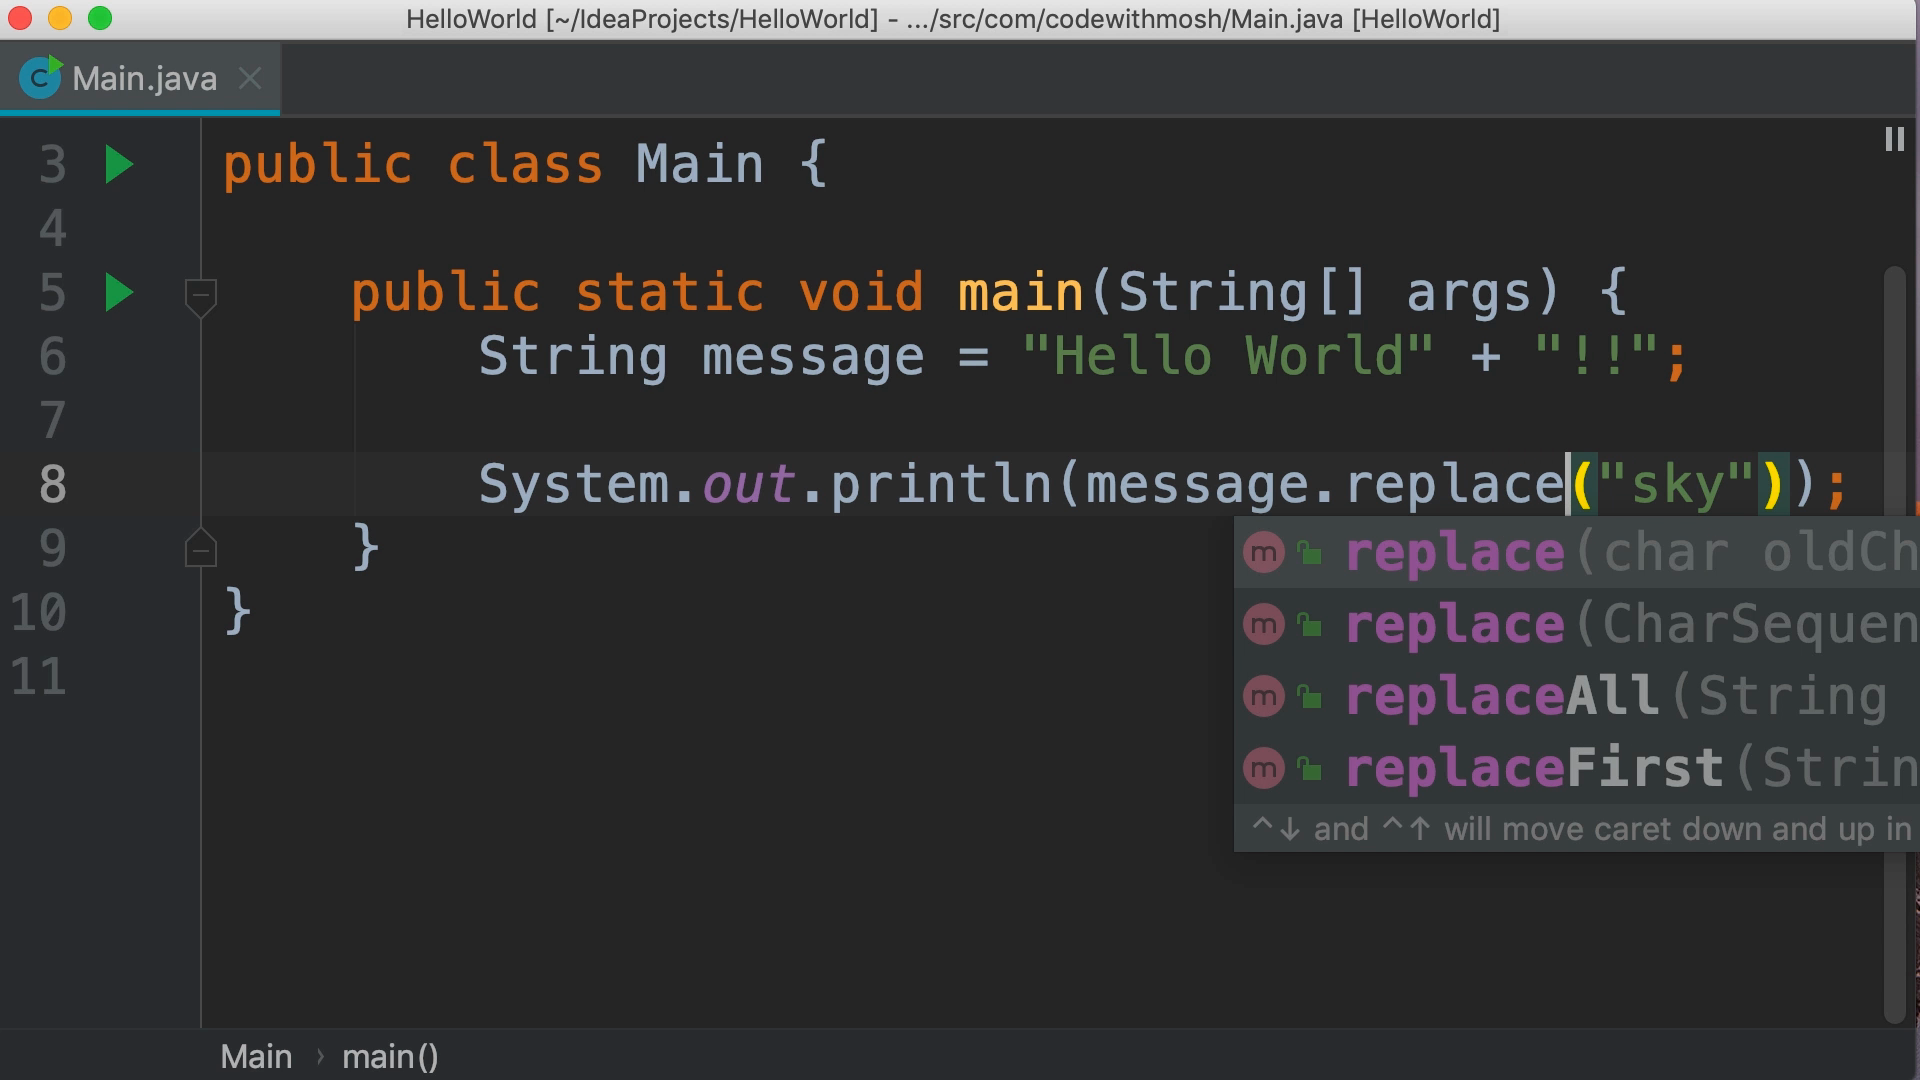 HelloWorld [~/IdeaProjects/HelloWorld] - .../src/com/codewithmosh/Main.java [HelloWorld]
Main.java
3 public class Main {
4
5 public static void main(String[] args) {
6 String message = "Hello World" + "!!";
7
8 System.out.println(message.replace("sky"));
9 }
10 }
11
m replace(char oldCh
m replace(CharSequen
m replaceAll(String
m replaceFirst(Strin
^↓ and ^↑ will move caret down and up in
Main › main()